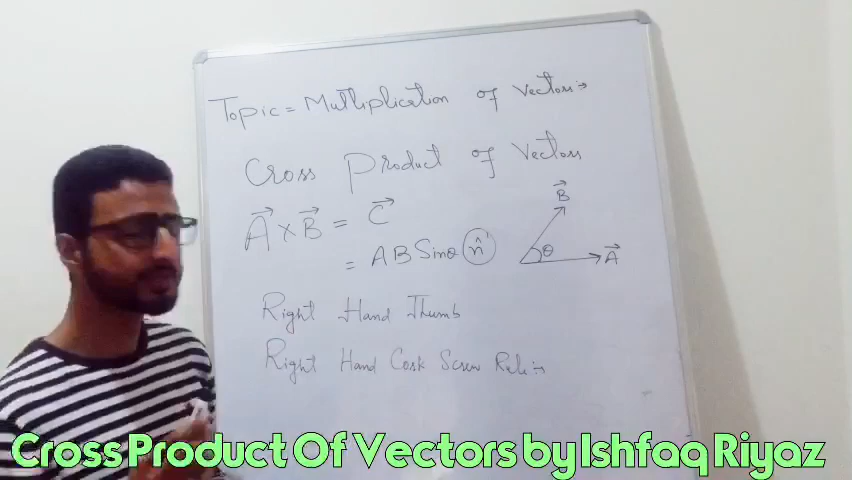 Topic = Multiplication of Vectors :→
Cross Product of Vectors
A⃗ × B⃗ = C⃗
= AB Sinθ n̂
B⃗
θ
A⃗
Right Hand Thumb
Right Hand Cork Screw Rule :-
Cross Product Of Vectors by Ishfaq Riyaz